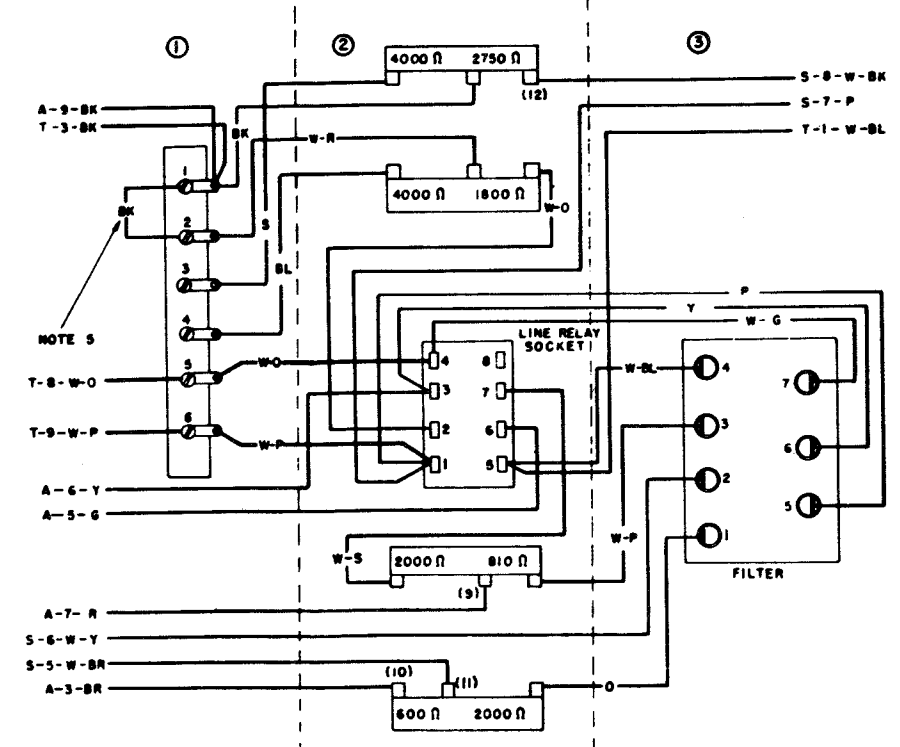 1
2
3
4000 Ω 2750 Ω
(12)
S-8-W-BK
A-9-BK
S-7-P
T-3-BK
BK
W-R
T-1-W-BL
1
4000 Ω 1800 Ω
BK
W-O
2
S
3
BL
P
Y
4
W-G
NOTE 5
LINE RELAY
SOCKET
5
W-O
4
8
W-BL
4
T-8-W-O
3
7
7
6
2
6
3
T-9-W-P
W-P
6
1
5
2
A-6-Y
5
A-5-G
W-P
1
W-S
2000 Ω 810 Ω
FILTER
(9)
A-7-R
S-6-W-Y
S-5-W-BR
(10)
(11)
A-3-BR
O
600 Ω 2000 Ω